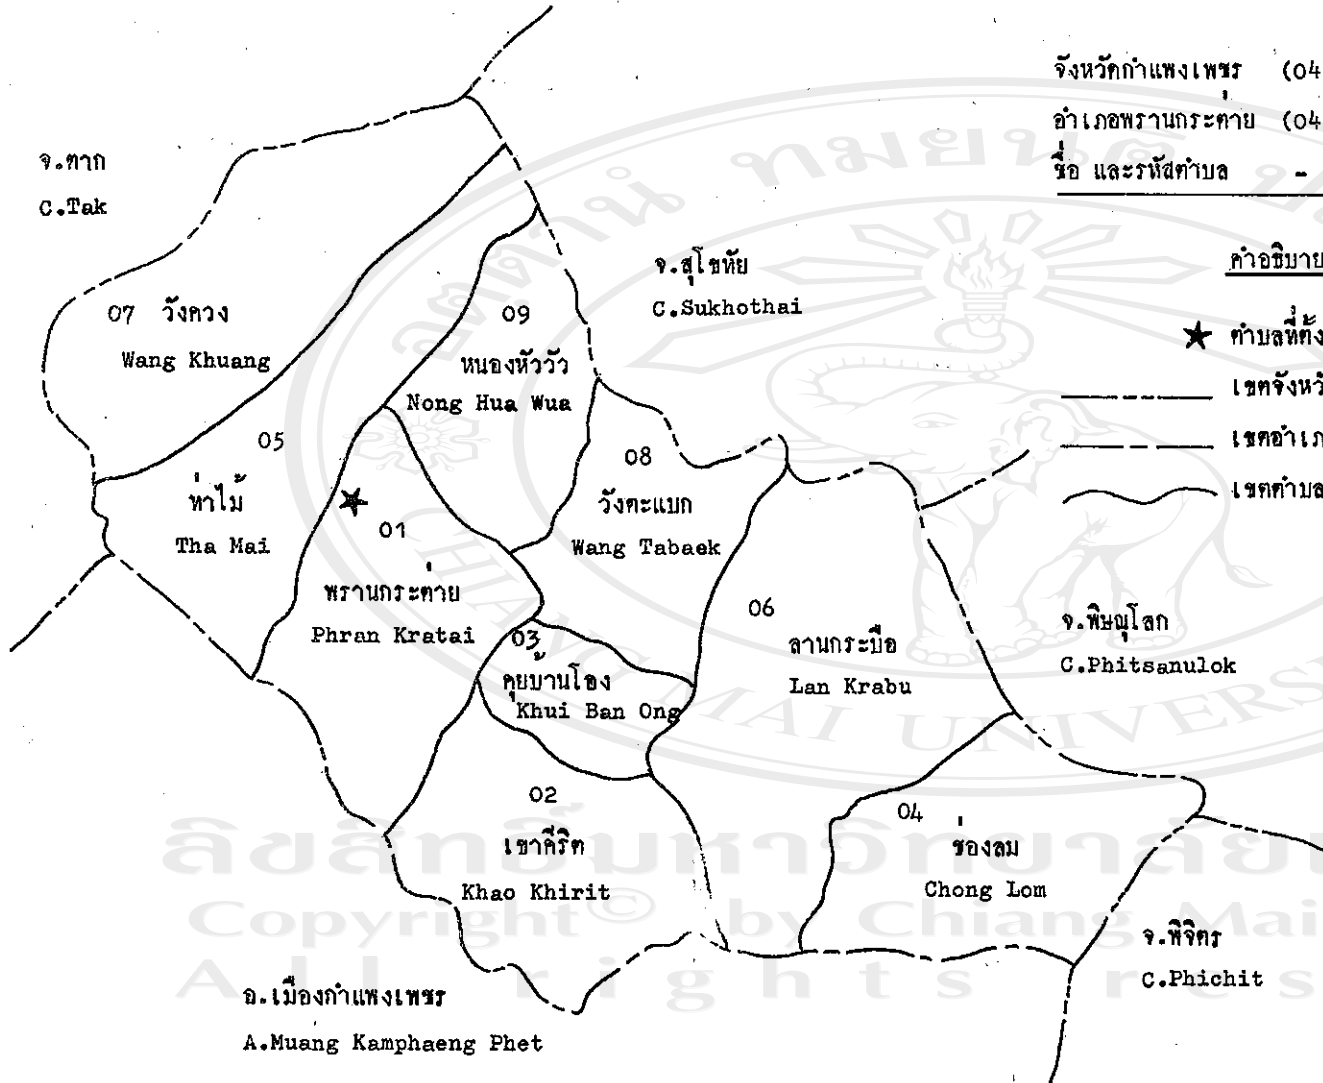 จังหวัดกำแพงเพชร (04
อำเภอพรานกระต่าย (04
ชื่อ และรหัสตำบล -
จ.ตาก
C.Tak
จ.สุโขทัย
C.Sukhothai
คำอธิบาย
ตำบลที่ตั้ง
เขตจังหวั
เขตอำเภ
เขตตำบล
07 วังควง
Wang Khuang
09
หนองหัววัว
Nong Hua Wua
05
ท่าไม้
Tha Mai
08
วังตะแบก
Wang Tabaek
01
พรานกระต่าย
Phran Kratai
06
ลานกระบือ
Lan Krabu
03
คุยบ้านโอง
Khui Ban Ong
จ.พิษณุโลก
C.Phitsanulok
02
เขาคีริต
Khao Khirit
04
ช่องลม
Chong Lom
จ.พิจิตร
C.Phichit
อ.เมืองกำแพงเพชร
A.Muang Kamphaeng Phet
ลิขสิทธิ์มหาวิทยาลัย
Copyright© by Chiang Mai
All rights res
CHIANG MAI UNIVERS